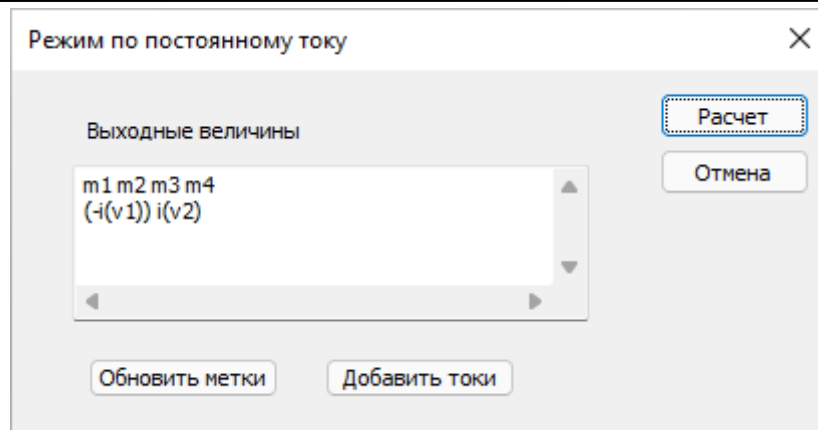 Режим по постоянному току
Выходные величины
Расчет
m1 m2 m3 m4
Отмена
(-i(v1)) i(v2)
Обновить метки
Добавить токи